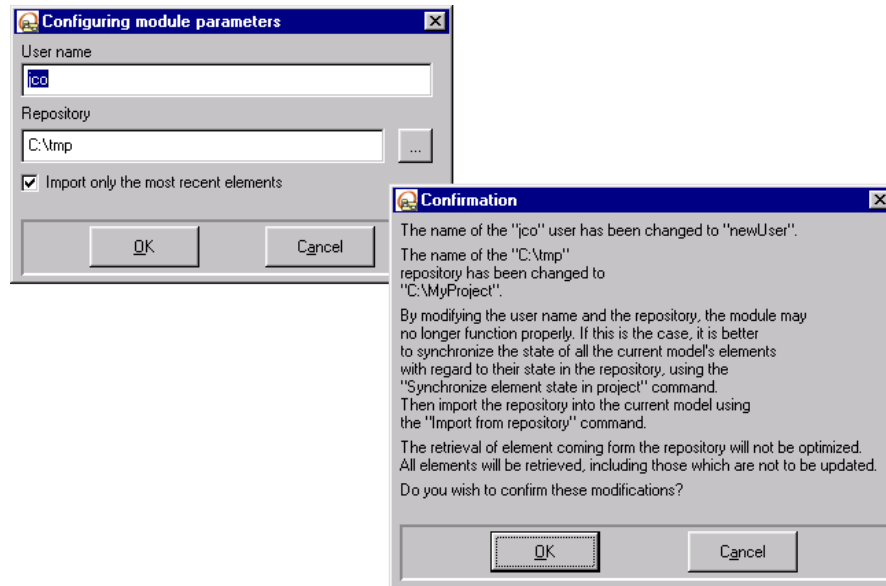 Configuring module parameters
User name
jco
Repository
C:\tmp
...
Import only the most recent elements
OK
Cancel
Confirmation
The name of the "jco" user has been changed to "newUser".
The name of the "C:\tmp"
repository has been changed to
"C:\MyProject".
By modifying the user name and the repository, the module may
no longer function properly. If this is the case, it is better
to synchronize the state of all the current model's elements
with regard to their state in the repository, using the
"Synchronize element state in project" command.
Then import the repository into the current model using
the "Import from repository" command.
The retrieval of element coming form the repository will not be optimized.
All elements will be retrieved, including those which are not to be updated.
Do you wish to confirm these modifications?
OK
Cancel